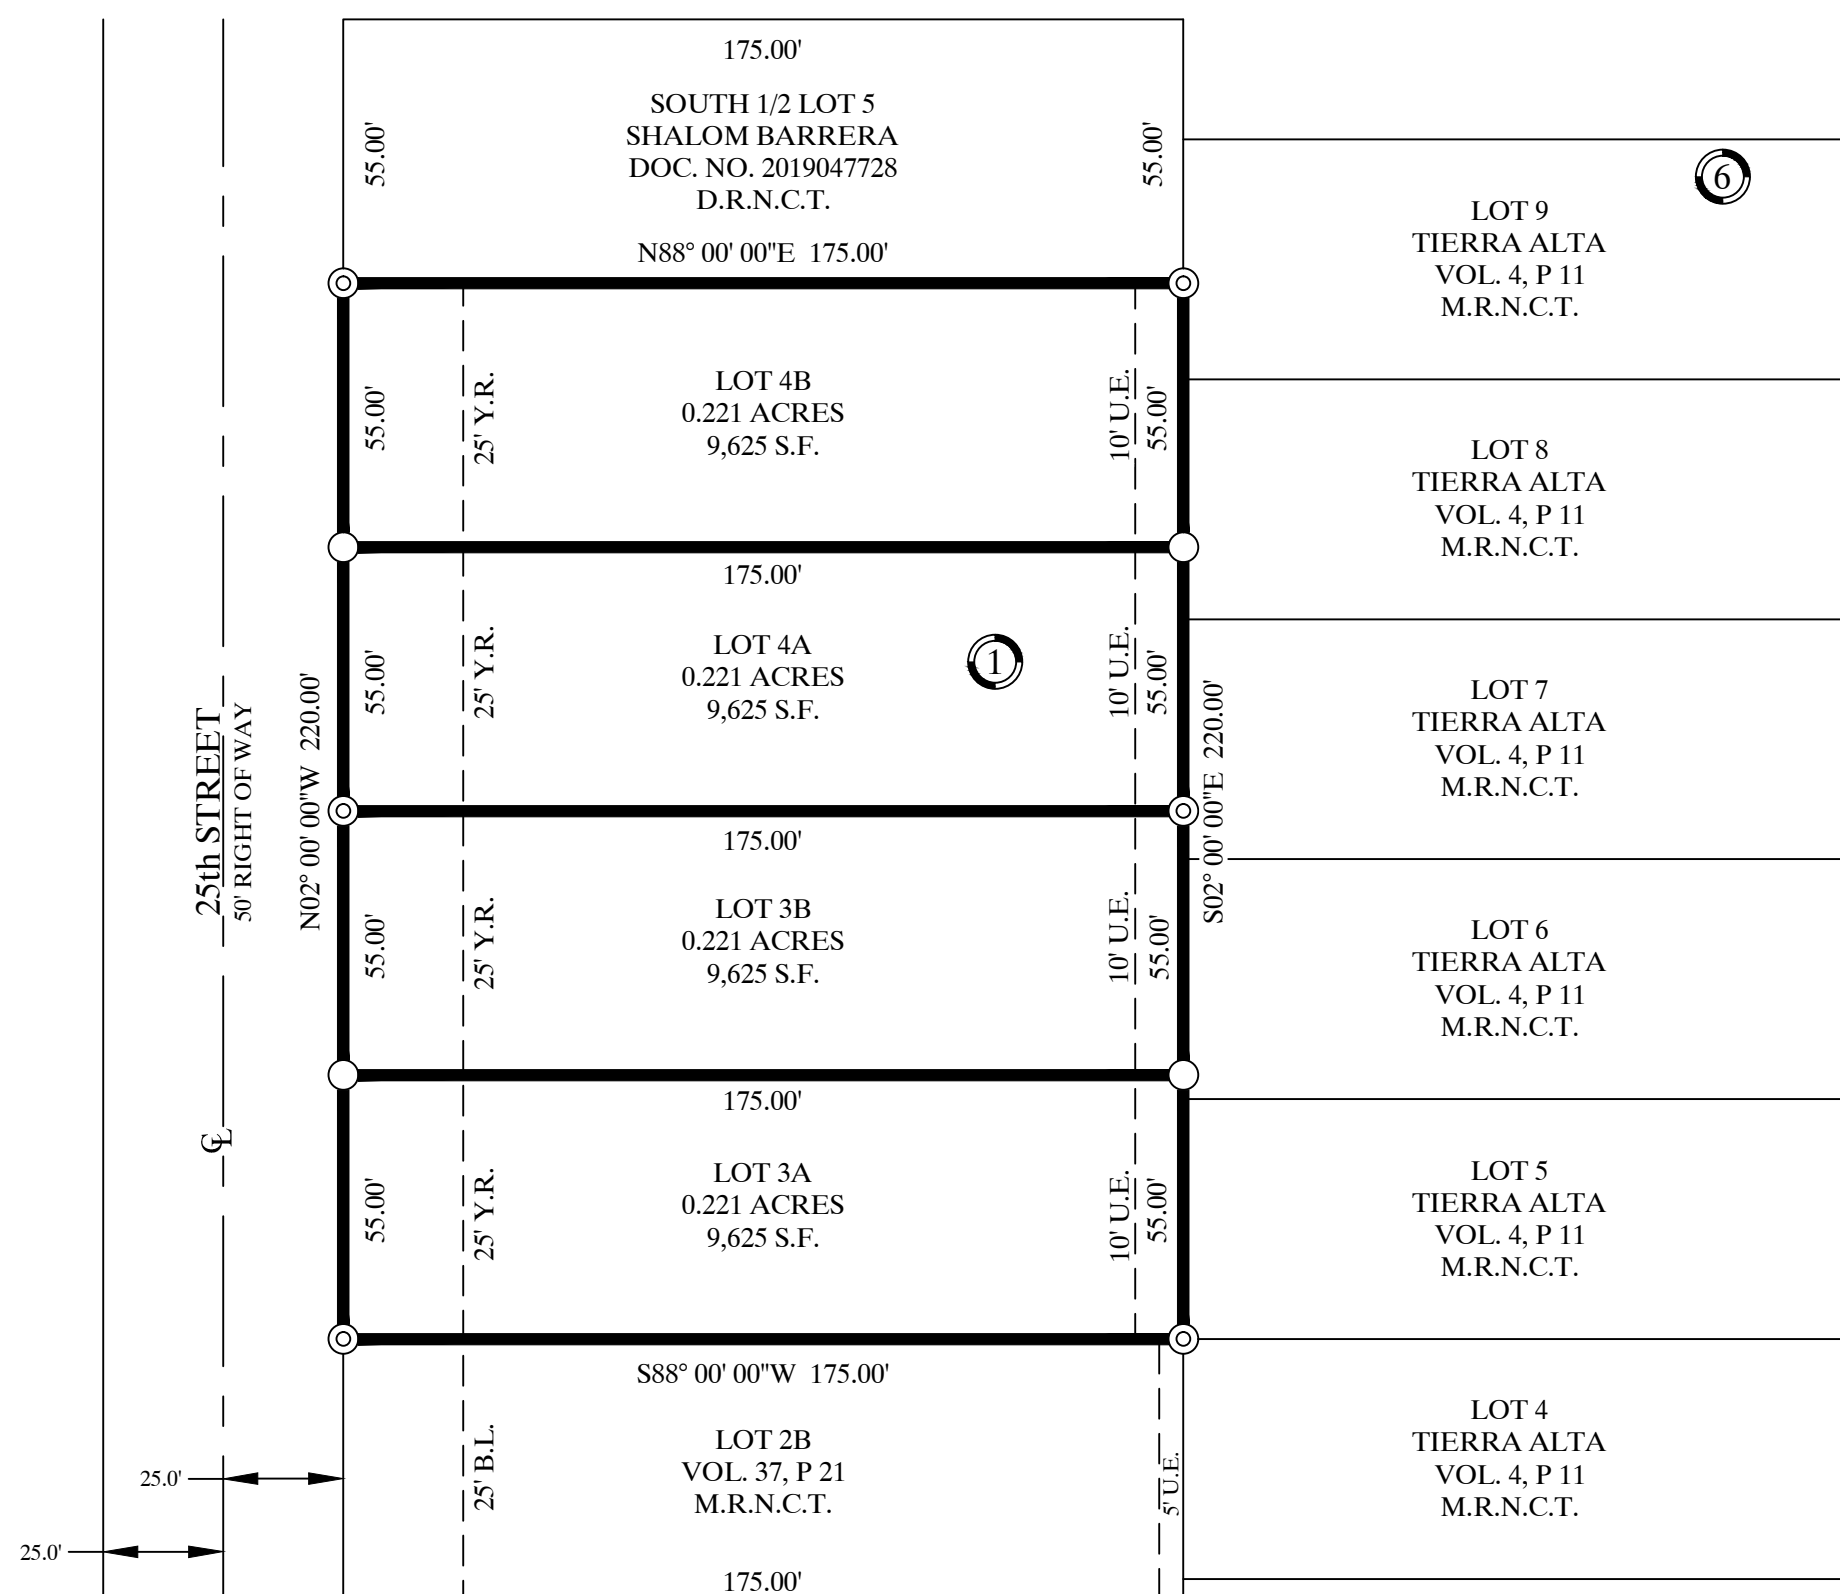 175.00'
SOUTH 1/2 LOT 5
SHALOM BARRERA
DOC. NO. 2019047728
D.R.N.C.T.
55.00'
55.00'
N88° 00' 00"E 175.00'
6
LOT 9
TIERRA ALTA
VOL. 4, P 11
M.R.N.C.T.
55.00'
25' Y.R.
LOT 4B
0.221 ACRES
9,625 S.F.
10' U.E.
55.00'
LOT 8
TIERRA ALTA
VOL. 4, P 11
M.R.N.C.T.
175.00'
55.00'
25' Y.R.
LOT 4A
0.221 ACRES
9,625 S.F.
1
10' U.E.
55.00'
LOT 7
TIERRA ALTA
VOL. 4, P 11
M.R.N.C.T.
25th STREET
50' RIGHT OF WAY
N02° 00' 00"W 220.00'
S02° 00' 00"E 220.00'
175.00'
55.00'
25' Y.R.
LOT 3B
0.221 ACRES
9,625 S.F.
10' U.E.
55.00'
LOT 6
TIERRA ALTA
VOL. 4, P 11
M.R.N.C.T.
℄
175.00'
55.00'
25' Y.R.
LOT 3A
0.221 ACRES
9,625 S.F.
10' U.E.
55.00'
LOT 5
TIERRA ALTA
VOL. 4, P 11
M.R.N.C.T.
S88° 00' 00"W 175.00'
25' B.L.
LOT 2B
VOL. 37, P 21
M.R.N.C.T.
5' U.E.
LOT 4
TIERRA ALTA
VOL. 4, P 11
M.R.N.C.T.
25.0'
25.0'
175.00'